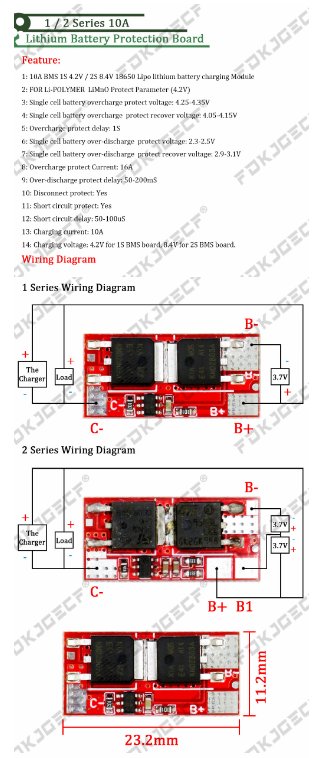 1 / 2 Series 10A
Lithium Battery Protection Board
Feature:
1: 10A BMS 1S 4.2V / 2S 8.4V 18650 Lipo lithium battery charging Module
2: FOR Li-POLYMER LiMnO Protect Parameter (4.2V)
3: Single cell battery overcharge protect voltage: 4.25-4.35V
4: Single cell battery overcharge protect recover voltage: 4.05-4.15V
5: Overcharge protect delay: 1S
6: Single cell battery over-discharge protect voltage: 2.3-2.5V
7: Single cell battery over-discharge protect recover voltage: 2.9-3.1V
8: Overcharge protect Current: 16A
9: Over-discharge protect delay: 50-200mS
10: Disconnect protect: Yes
11: Short circuit protect: Yes
12: Short circuit delay: 50-100uS
13: Charging current: 10A
14: Charging voltage: 4.2V for 1S BMS board, 8.4V for 2S BMS board.
Wiring Diagram
1 Series Wiring Diagram
B-
+ +
The Charger
Load
3.7V
- -
- +
C-
B+
C-
B+
2 Series Wiring Diagram
B-
+ +
The Charger
Load
3.7V
3.7V
- -
- +
- +
C-
B+ B1
C-
B+
11.2mm
23.2mm
FDKJGECF®